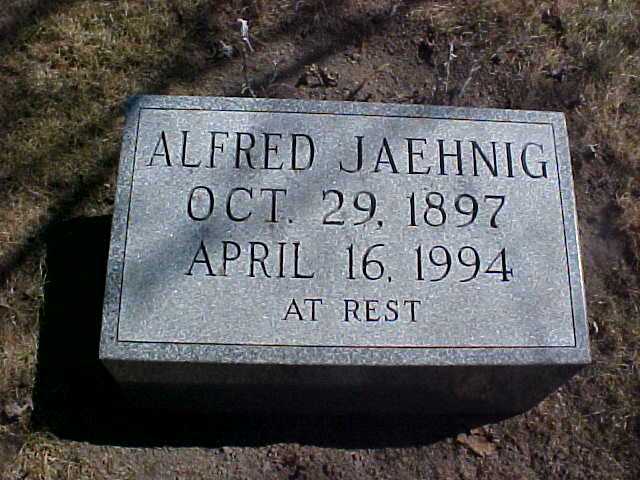 ALFRED JAEHNIG
OCT. 29, 1897
APRIL 16, 1994
AT REST